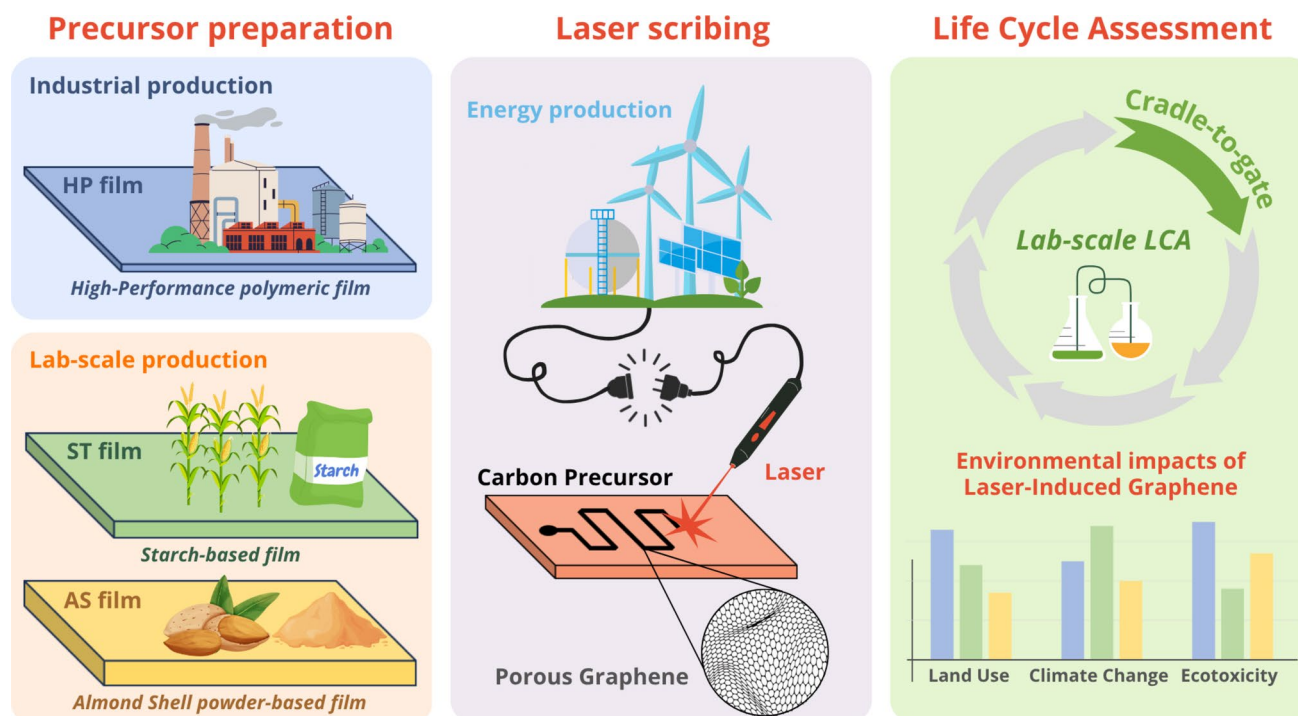 Precursor preparation
Industrial production
HP film
High-Performance polymeric film
Lab-scale production
ST film
Starch
Starch-based film
AS film
Almond Shell powder-based film
Laser scribing
Energy production
Carbon Precursor
Laser
Porous Graphene
Life Cycle Assessment
Cradle-to-gate
Lab-scale LCA
Environmental impacts of
Laser-Induced Graphene
Land Use
Climate Change
Ecotoxicity